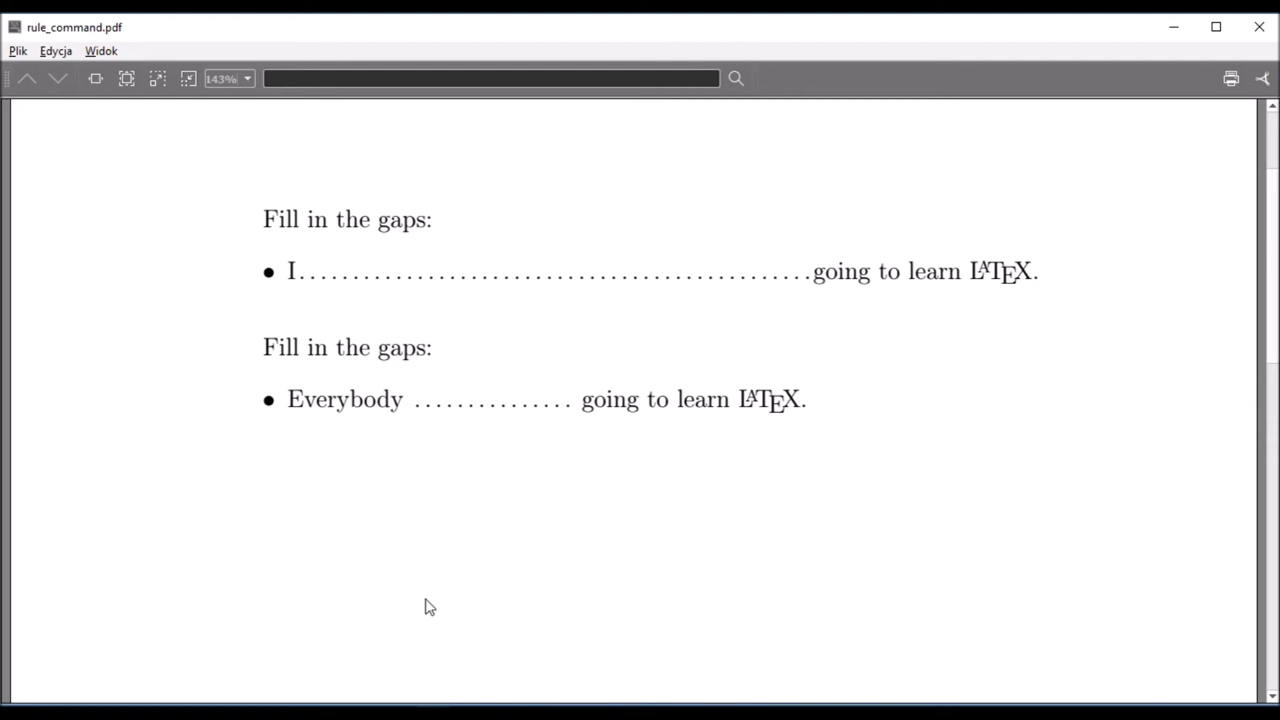 rule_command.pdf
Plik Edycja Widok
143%
Fill in the gaps:
• I................................................going to learn LATEX.
Fill in the gaps:
• Everybody ............... going to learn LATEX.